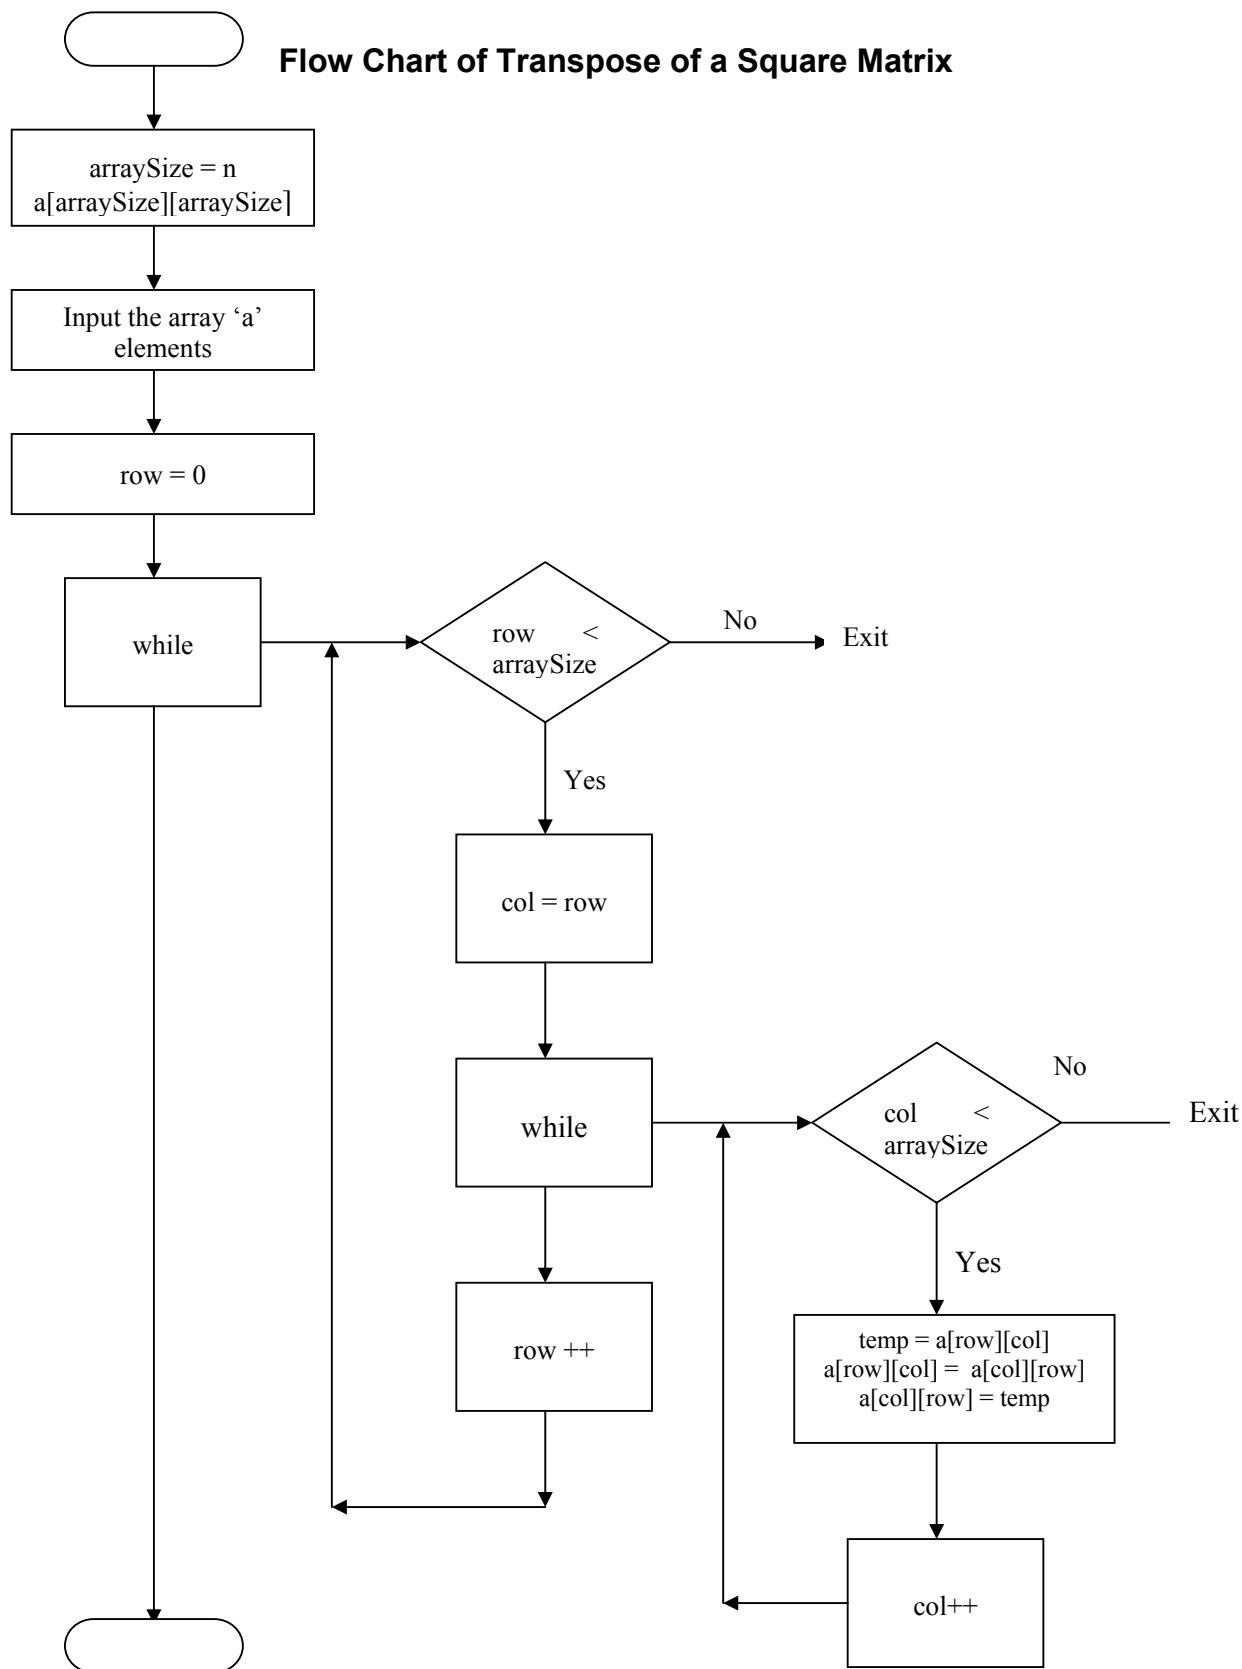 Flow Chart of Transpose of a Square Matrix
arraySize = n
a[arraySize][arraySize]
Input the array ‘a’
elements
row = 0
while
row <
arraySize
No
Exit
Yes
col = row
while
col <
arraySize
No
Exit
Yes
row ++
temp = a[row][col]
a[row][col] = a[col][row]
a[col][row] = temp
col++